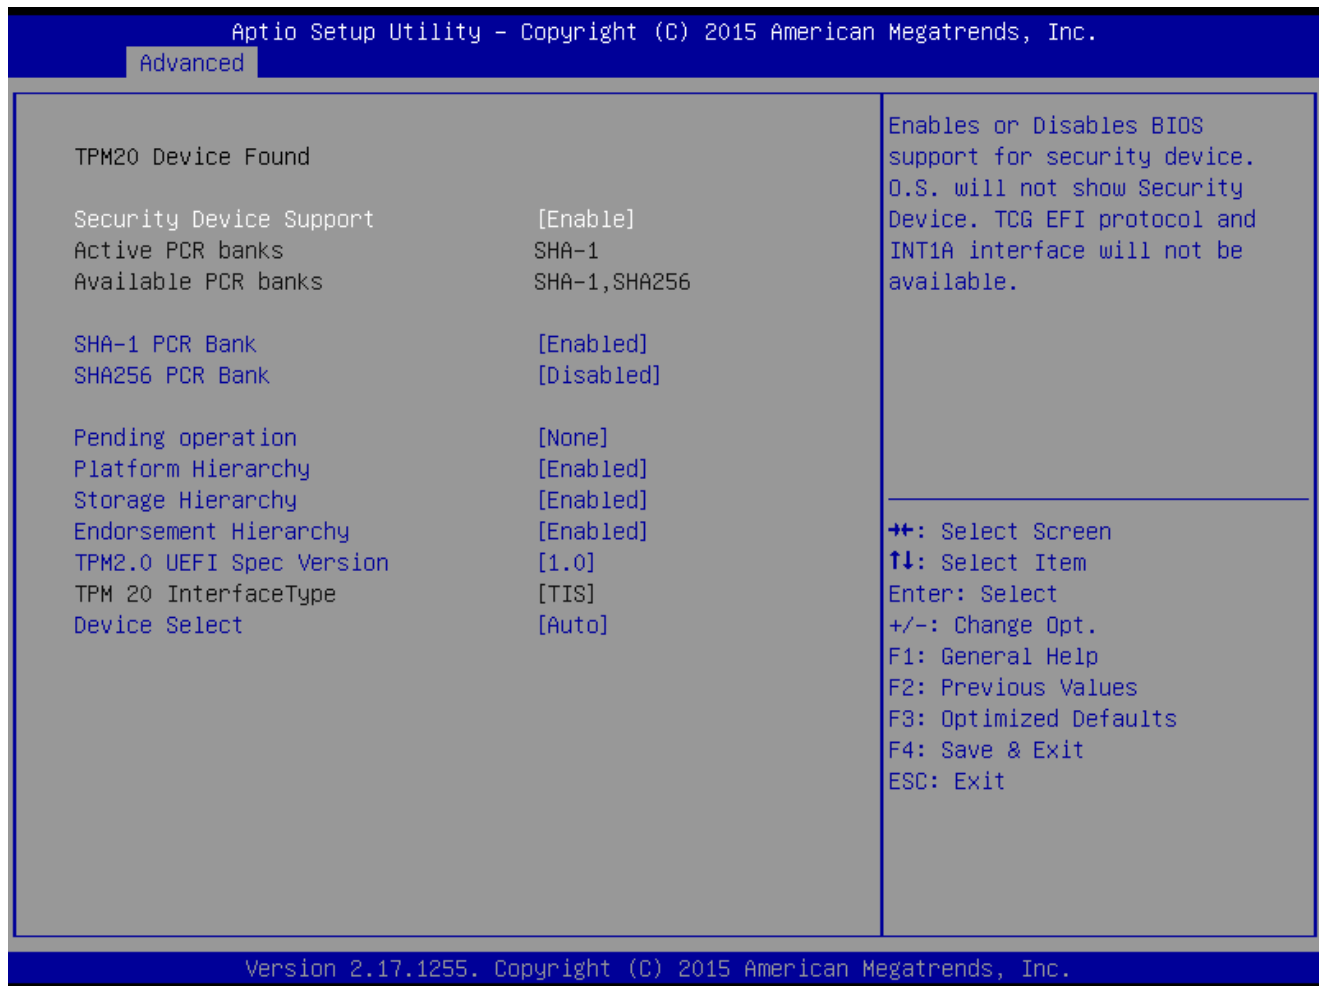 Aptio Setup Utility – Copyright (C) 2015 American Megatrends, Inc.
Advanced
TPM20 Device Found
Security Device Support [Enable]
Active PCR banks SHA-1
Available PCR banks SHA-1,SHA256
SHA-1 PCR Bank [Enabled]
SHA256 PCR Bank [Disabled]
Pending operation [None]
Platform Hierarchy [Enabled]
Storage Hierarchy [Enabled]
Endorsement Hierarchy [Enabled]
TPM2.0 UEFI Spec Version [1.0]
TPM 20 InterfaceType [TIS]
Device Select [Auto]
Enables or Disables BIOS
support for security device.
O.S. will not show Security
Device. TCG EFI protocol and
INT1A interface will not be
available.
→←: Select Screen
↑↓: Select Item
Enter: Select
+/-: Change Opt.
F1: General Help
F2: Previous Values
F3: Optimized Defaults
F4: Save & Exit
ESC: Exit
Version 2.17.1255. Copyright (C) 2015 American Megatrends, Inc.